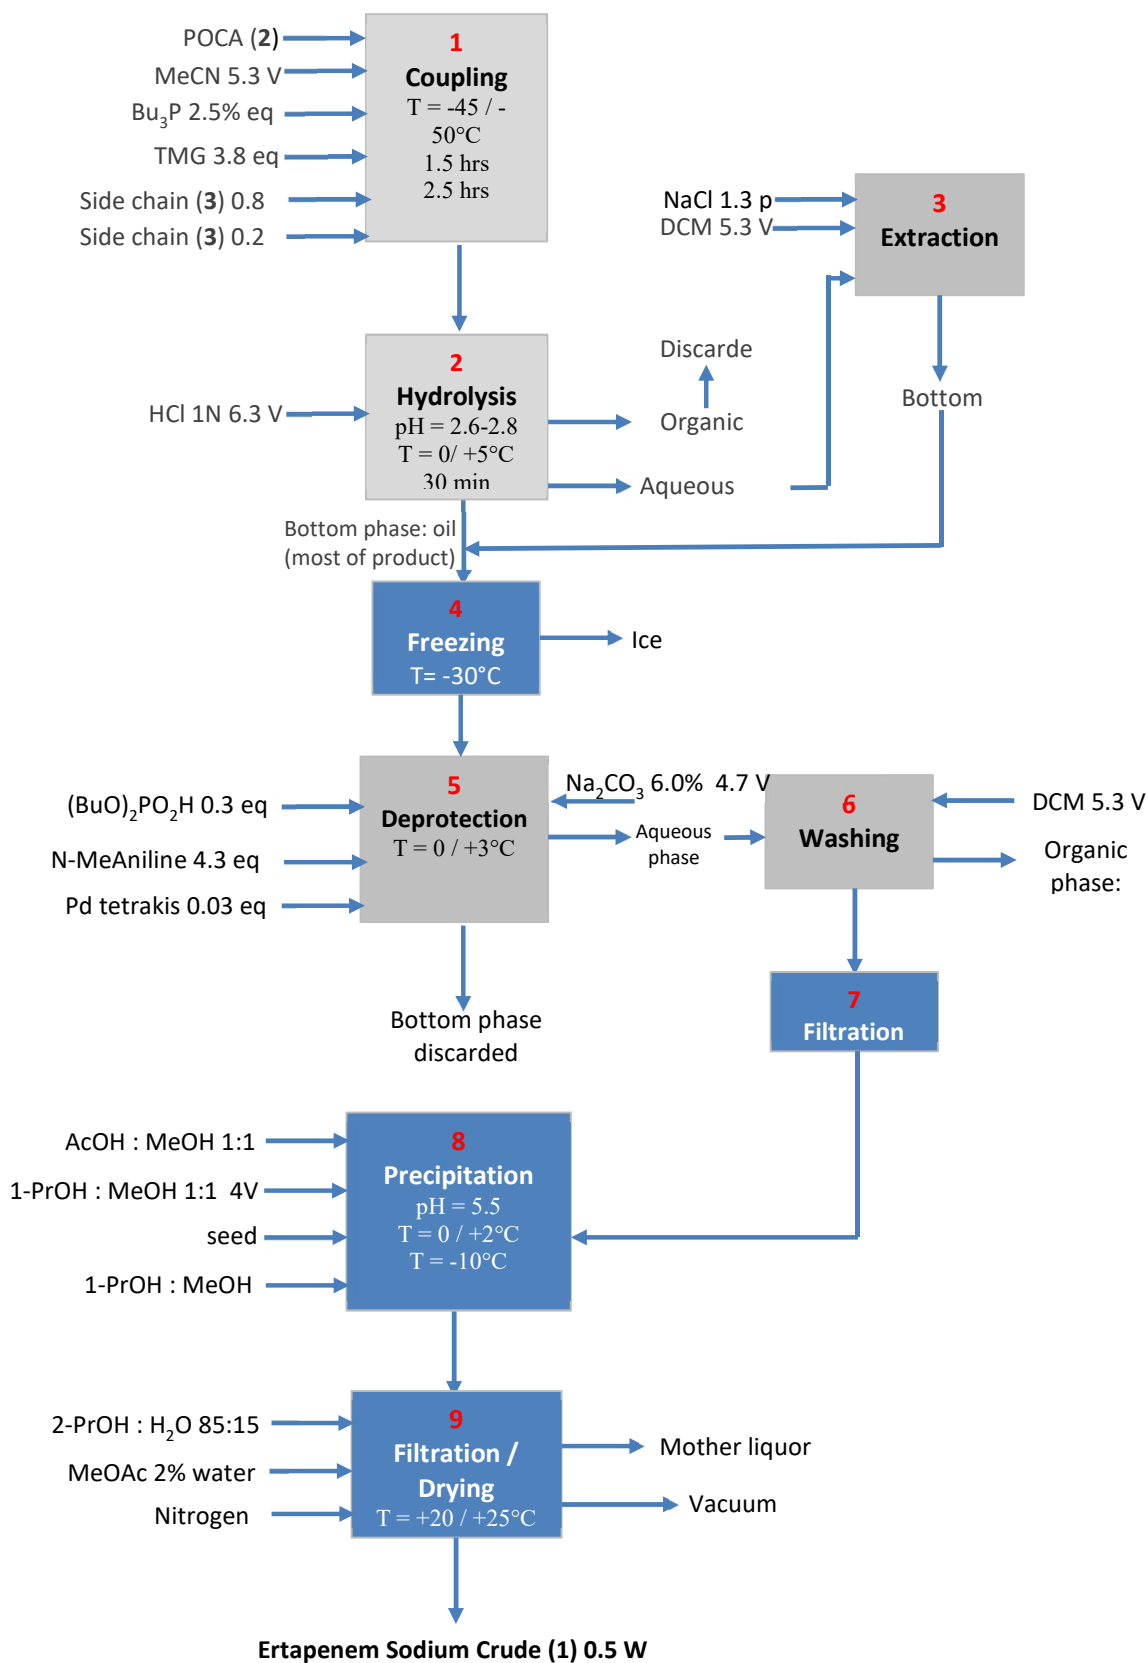 POCA (2)
MeCN 5.3 V
Bu3P 2.5% eq
TMG 3.8 eq
Side chain (3) 0.8
Side chain (3) 0.2
1
Coupling
T = -45 / -
50°C
1.5 hrs
2.5 hrs
NaCl 1.3 p
DCM 5.3 V
3
Extraction
HCl 1N 6.3 V
2
Hydrolysis
pH = 2.6-2.8
T = 0/ +5°C
30 min
Discarde
Organic
Aqueous
Bottom
Bottom phase: oil
(most of product)
4
Freezing
T= -30°C
Ice
(BuO)2PO2H 0.3 eq
N-MeAniline 4.3 eq
Pd tetrakis 0.03 eq
5
Deprotection
T = 0 / +3°C
Na2CO3 6.0%  4.7 V
Aqueous
phase
6
Washing
DCM 5.3 V
Organic
phase:
Bottom phase
discarded
7
Filtration
AcOH : MeOH 1:1
1-PrOH : MeOH 1:1  4V
seed
1-PrOH : MeOH
8
Precipitation
pH = 5.5
T = 0 / +2°C
T = -10°C
2-PrOH : H2O 85:15
MeOAc 2% water
Nitrogen
9
Filtration /
Drying
T = +20 / +25°C
Mother liquor
Vacuum
Ertapenem Sodium Crude (1) 0.5 W